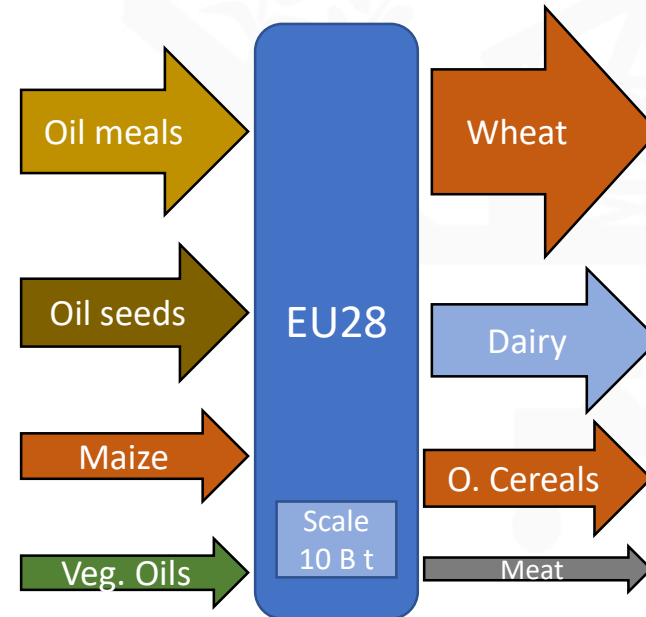 Oil meals
Wheat
Oil seeds
EU28
Dairy
Maize
O. Cereals
Scale
10 B t
Veg. Oils
Meat